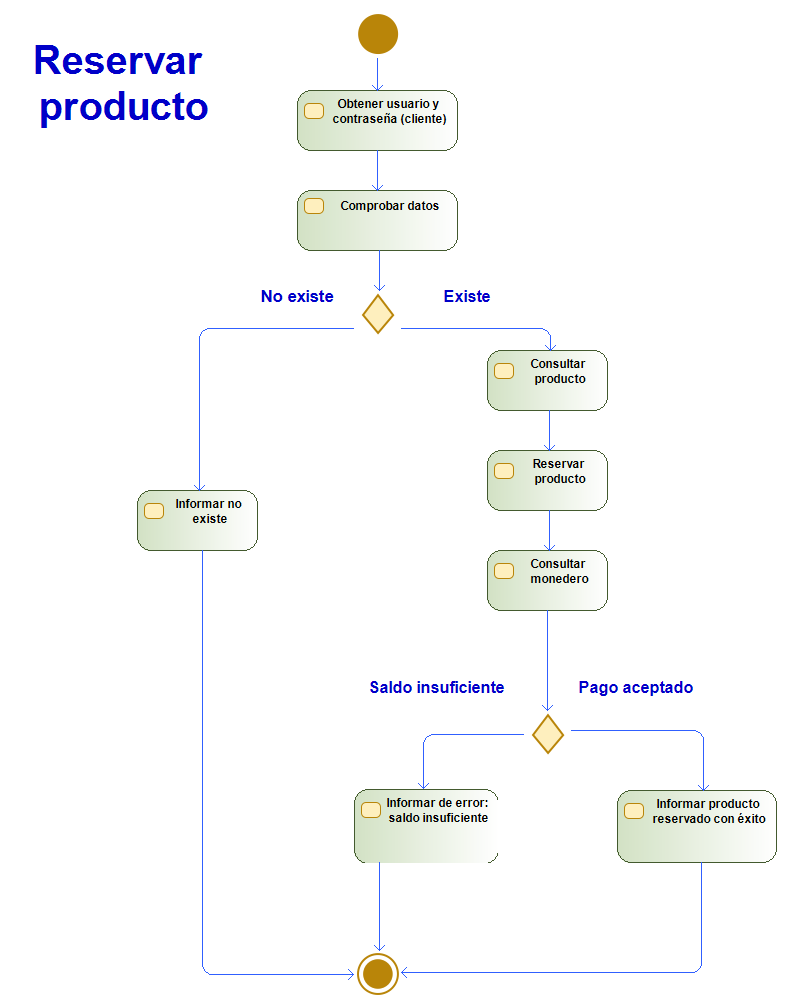 Reservar
producto
Obtener usuario y
contraseña (cliente)
Comprobar datos
No existe
Existe
Consultar
producto
Reservar
producto
Informar no
existe
Consultar
monedero
Saldo insuficiente
Pago aceptado
Informar de error:
saldo insuficiente
Informar producto
reservado con éxito